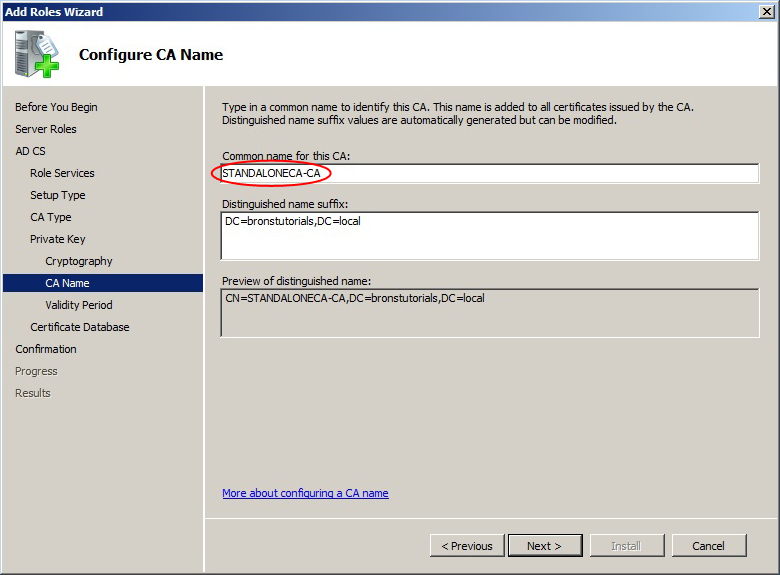 Add Roles Wizard
Configure CA Name
Before You Begin
Server Roles
AD CS
Role Services
Setup Type
CA Type
Private Key
Cryptography
CA Name
Validity Period
Certificate Database
Confirmation
Progress
Results
Type in a common name to identify this CA. This name is added to all certificates issued by the CA.
Distinguished name suffix values are automatically generated but can be modified.
Common name for this CA:
STANDALONECA-CA
Distinguished name suffix:
DC=bronstutorials,DC=local
Preview of distinguished name:
CN=STANDALONECA-CA,DC=bronstutorials,DC=local
More about configuring a CA name
< Previous
Next >
Install
Cancel